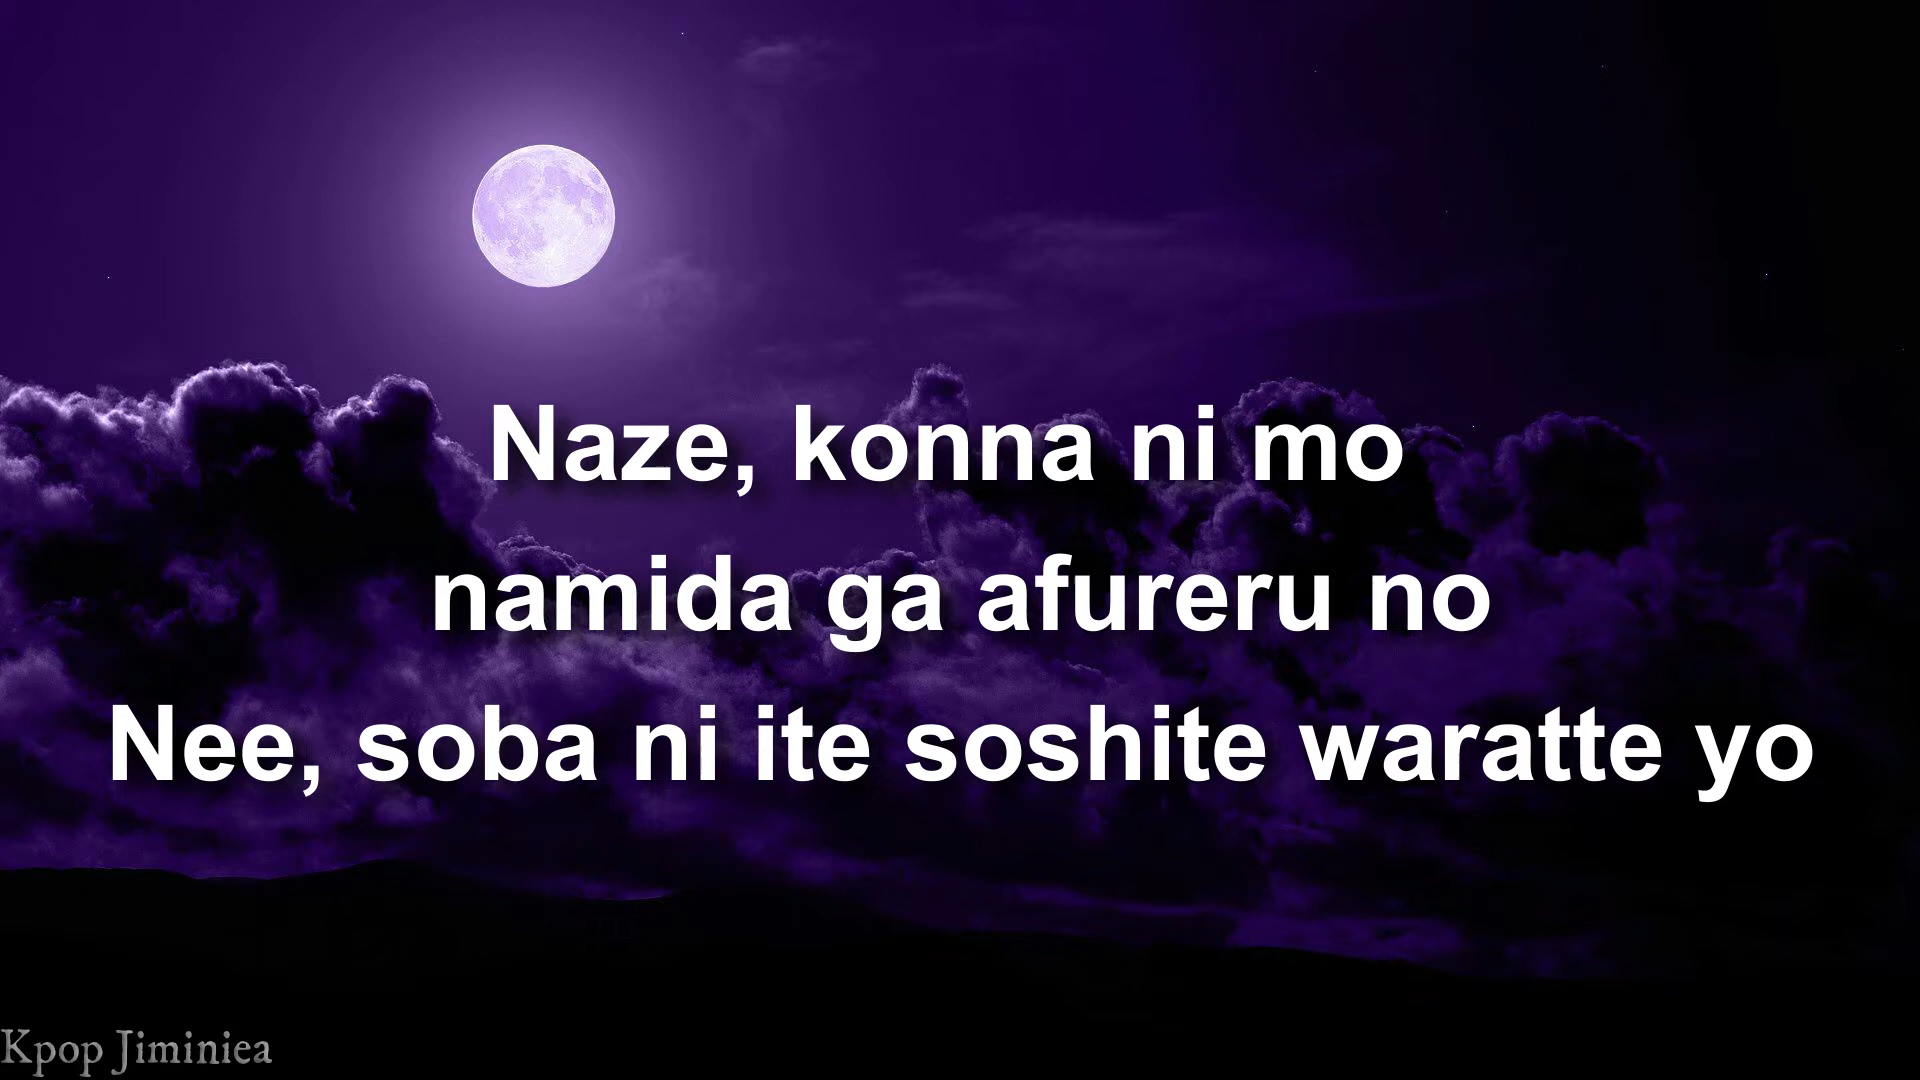 Naze, konna ni mo
namida ga afureru no
Nee, soba ni ite soshite waratte yo
Kpop Jiminiea